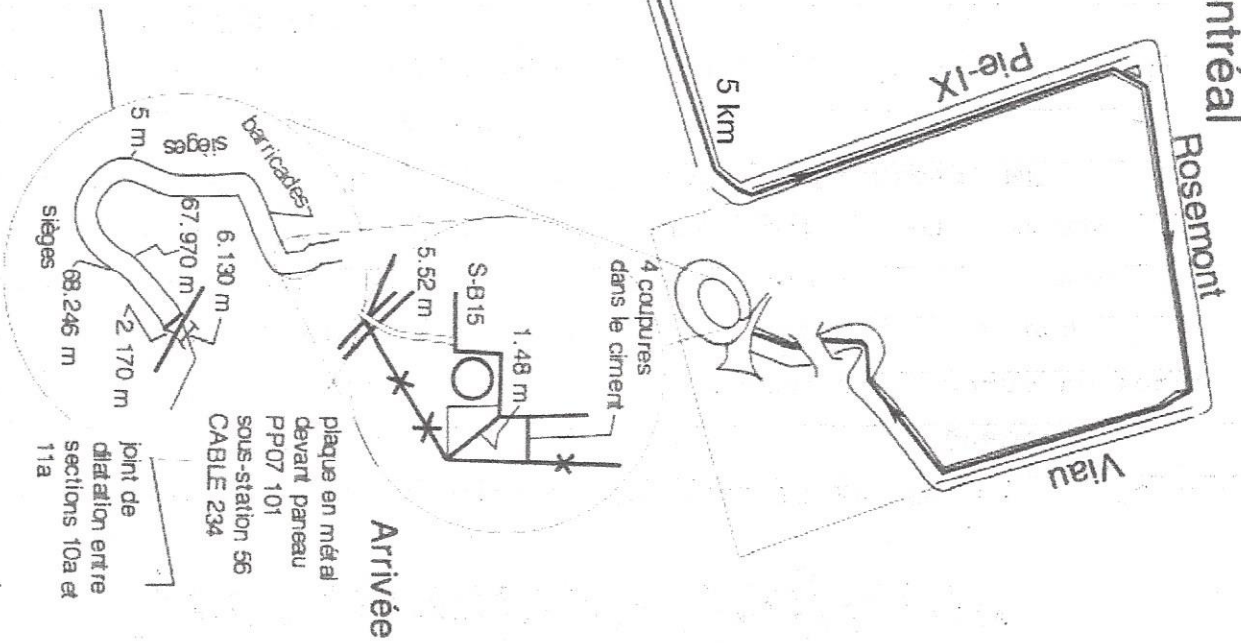 ntréal
Pie-IX
5 km
Rosemont
Viau
barricades
sièges
5 m
67.970 m
6.130 m
sièges
68.246 m
<2.170 m
4 coupures
dans le ciment
S-B15
1.48 m
5.52 m
Arrivée
plaque en métal
devant paneau
PP07 101
sous-station 56
CABLE 234
joint de
dilatation entre
sections 10a et
11a